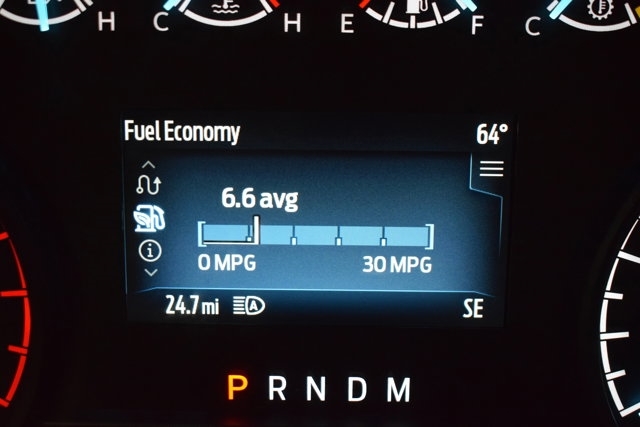 H C H E F C
Fuel Economy 64°
6.6 avg
0 MPG 30 MPG
24.7 mi A SE
P R N D M